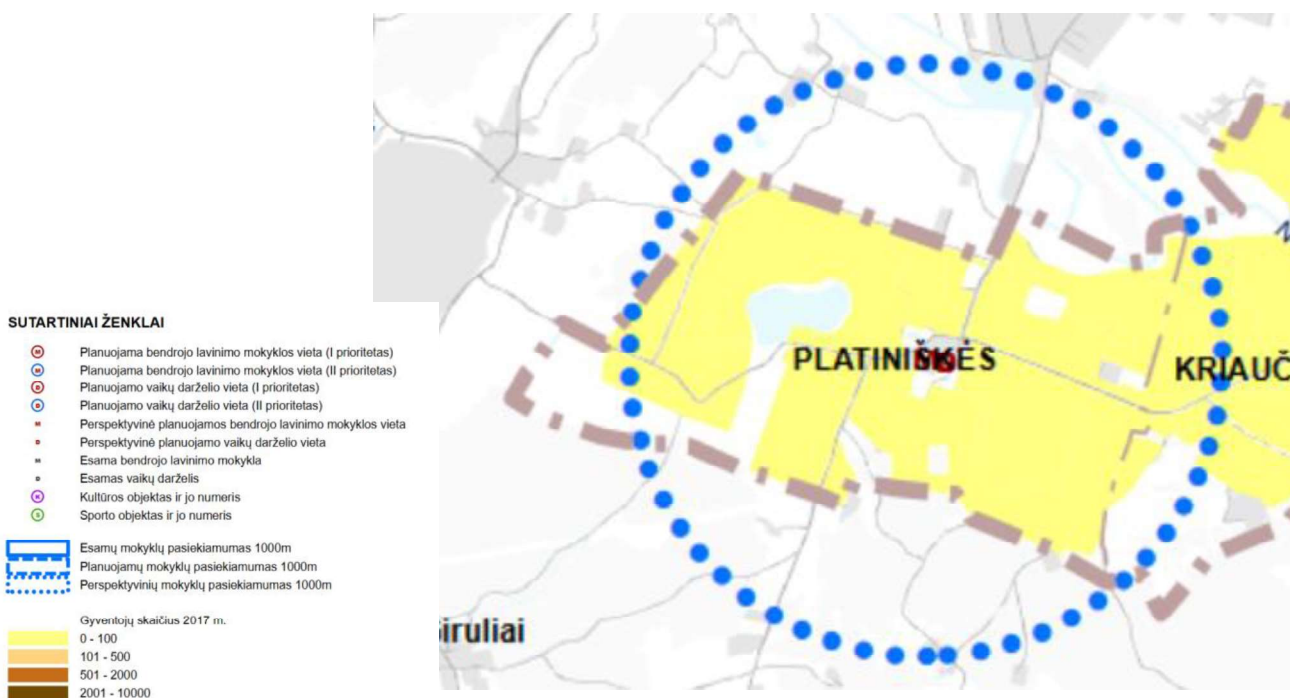 PLATINIŠKĖS
KRIAUČ
SUTARTINIAI ŽENKLAI
M Planuojama bendrojo lavinimo mokyklos vieta (I prioritetas)
M Planuojama bendrojo lavinimo mokyklos vieta (II prioritetas)
D Planuojamo vaikų darželio vieta (I prioritetas)
D Planuojamo vaikų darželio vieta (II prioritetas)
M Perspektyvinė planuojamos bendrojo lavinimo mokyklos vieta
D Perspektyvinė planuojamo vaikų darželio vieta
M Esama bendrojo lavinimo mokykla
D Esamas vaikų darželis
K Kultūros objektas ir jo numeris
S Sporto objektas ir jo numeris
Esamų mokyklų pasiekiamumas 1000m
Planuojamų mokyklų pasiekiamumas 1000m
Perspektyvinių mokyklų pasiekiamumas 1000m
Gyventojų skaičius 2017 m.
0 - 100
101 - 500
501 - 2000
2001 - 10000
iruliai